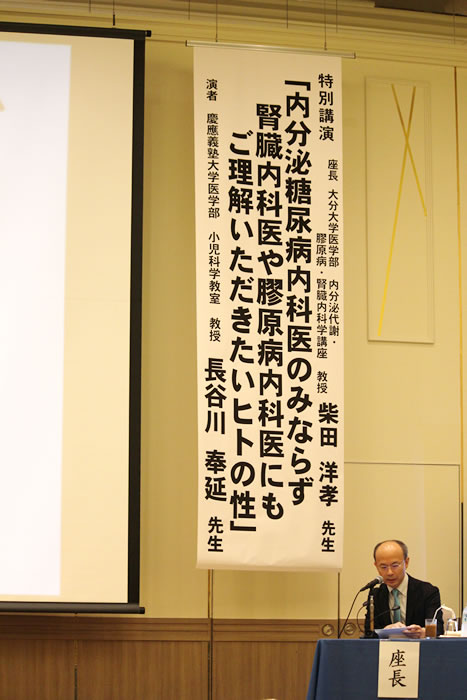 特別講演
座長 大分大学医学部 内分泌代謝・
膠原病・腎臓内科学講座 教授 柴田 洋孝 先生
「内分泌糖尿病内科医のみならず
腎臓内科医や膠原病内科医にも
ご理解いただきたいヒトの性」
演者 慶應義塾大学医学部 小児科学教室 教授 長谷川 奉延 先生
座長